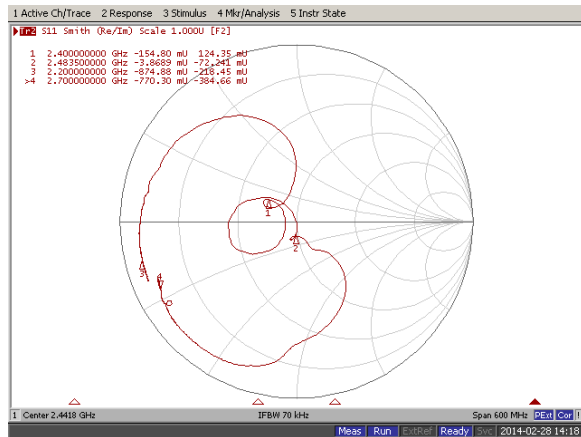 1 Active Ch/Trace 2 Response 3 Stimulus 4 Mkr/Analysis 5 Instr State
Tr2 S11 Smith (Re/Im) Scale 1.000U [F2]
1 2.400000000 GHz -154.80 mU 124.35 mU
2 2.483500000 GHz -3.8689 mU -72.241 mU
3 2.200000000 GHz -874.88 mU -218.45 mU
>4 2.700000000 GHz -770.30 mU -384.66 mU
1
2
3
1 Center 2.4418 GHz IFBW 70 kHz Span 600 MHz PExt Cor !
Meas Run ExtRef Ready Svc 2014-02-28 14:18